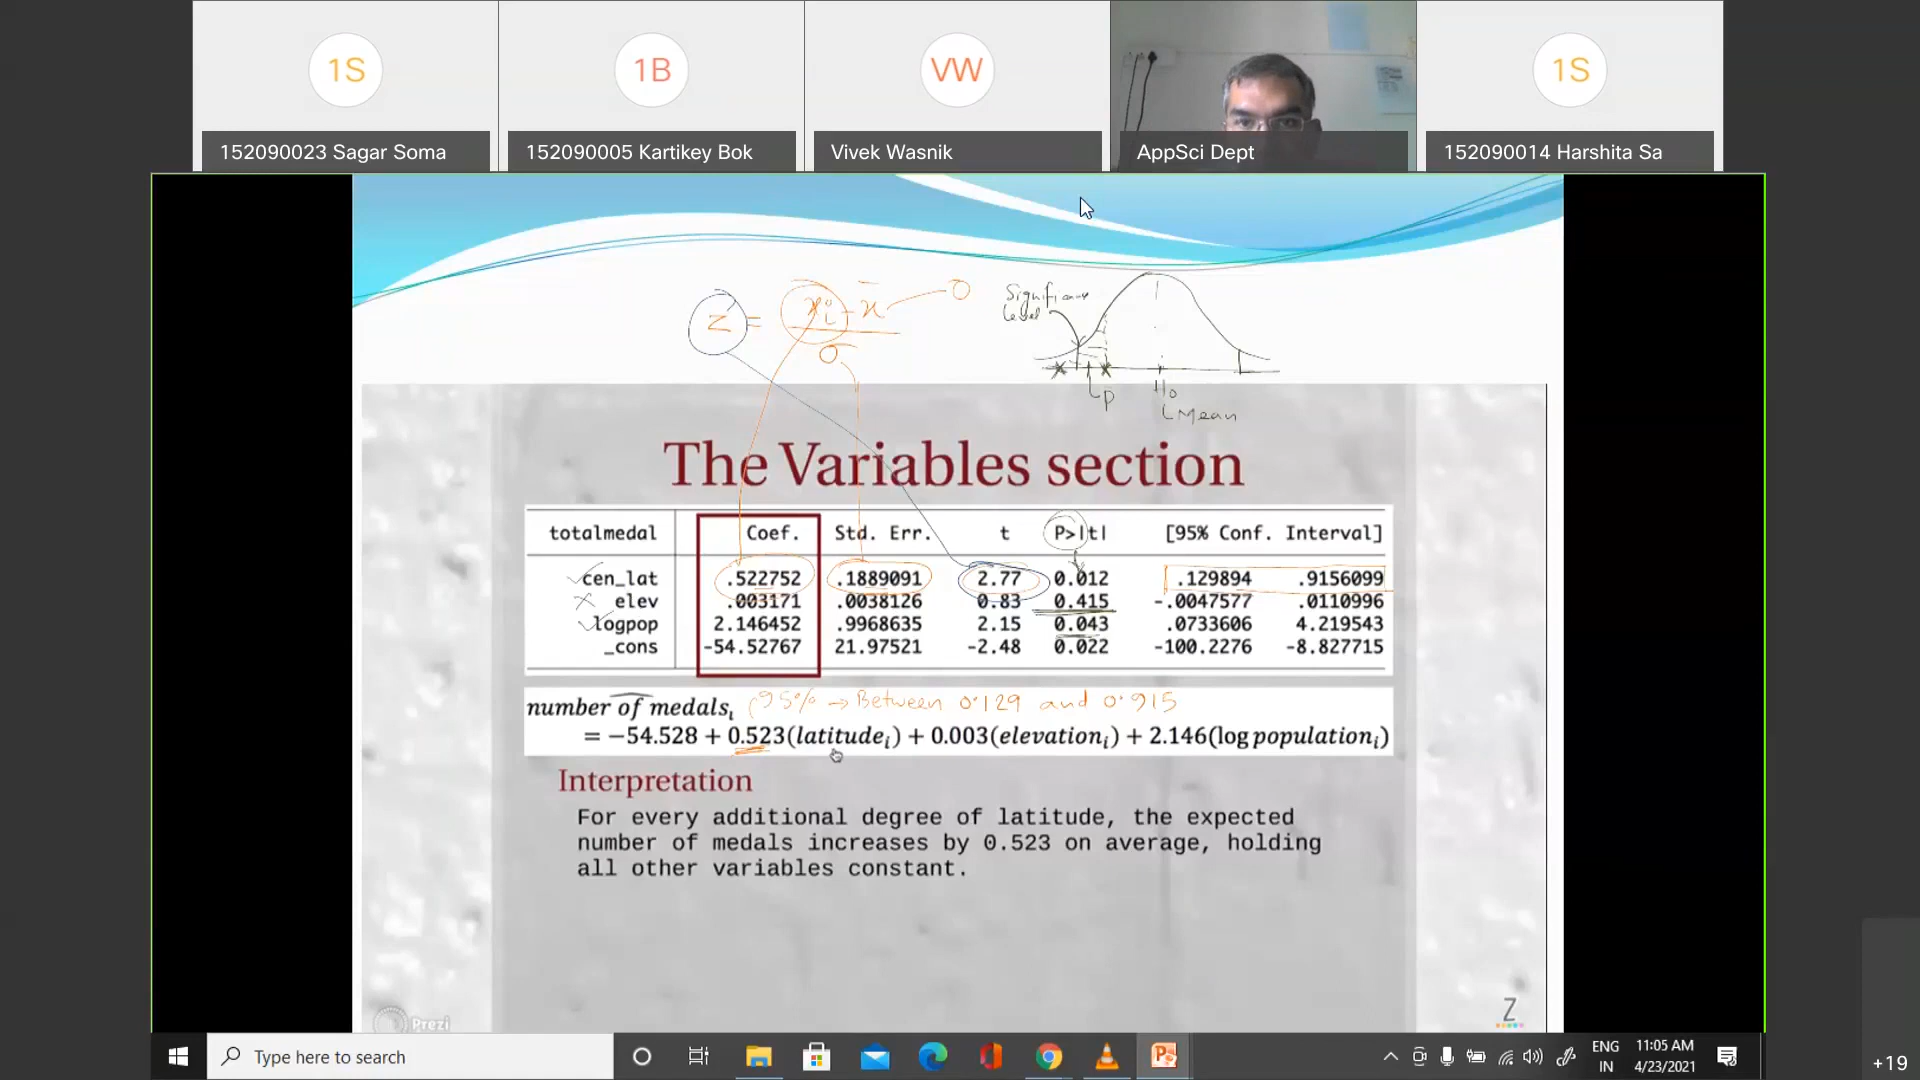 1S
1B
VW
1S
152090023 Sagar Soma
152090005 Kartikey Bok
Vivek Wasnik
AppSci Dept
152090014 Harshita Sa
Z = xi - x̄ 0
σ
Significance
level
p
H0
Mean
The Variables section
totalmedal Coef. Std. Err. t P>|t| [95% Conf. Interval]
cen_lat .522752 .1889091 2.77 0.012 .129894 .9156099
elev .003171 .0038126 0.83 0.415 -.0047577 .0110996
logpop 2.146452 .9968635 2.15 0.043 .0733606 4.219543
_cons -54.52767 21.97521 -2.48 0.022 -100.2276 -8.827715
number of medalsi (95% → Between 0.129 and 0.915
= −54.528 + 0.523(latitudei) + 0.003(elevationi) + 2.146(log populationi)
Interpretation
For every additional degree of latitude, the expected
number of medals increases by 0.523 on average, holding
all other variables constant.
Prezi
Z
Type here to search
ENG
IN
11:05 AM
4/23/2021
+19